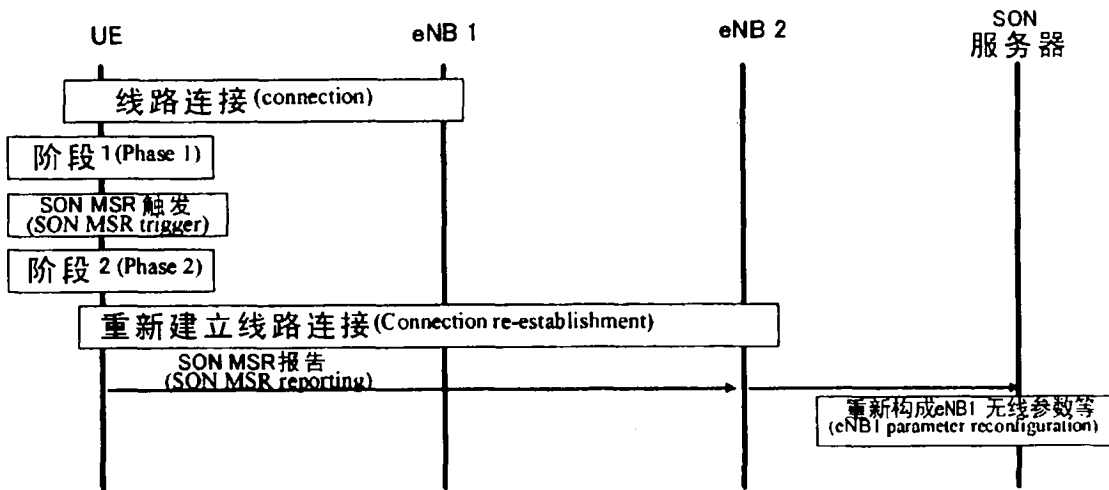 UE
eNB 1
eNB 2
SON
服务器
线路连接(connection)
阶段1(Phase 1)
SON MSR 触发
(SON MSR trigger)
阶段2(Phase 2)
重新建立线路连接(Connection re-establishment)
SON MSR报告
(SON MSR reporting)
重新构成eNB1 无线参数等
(eNB1 parameter reconfiguration)